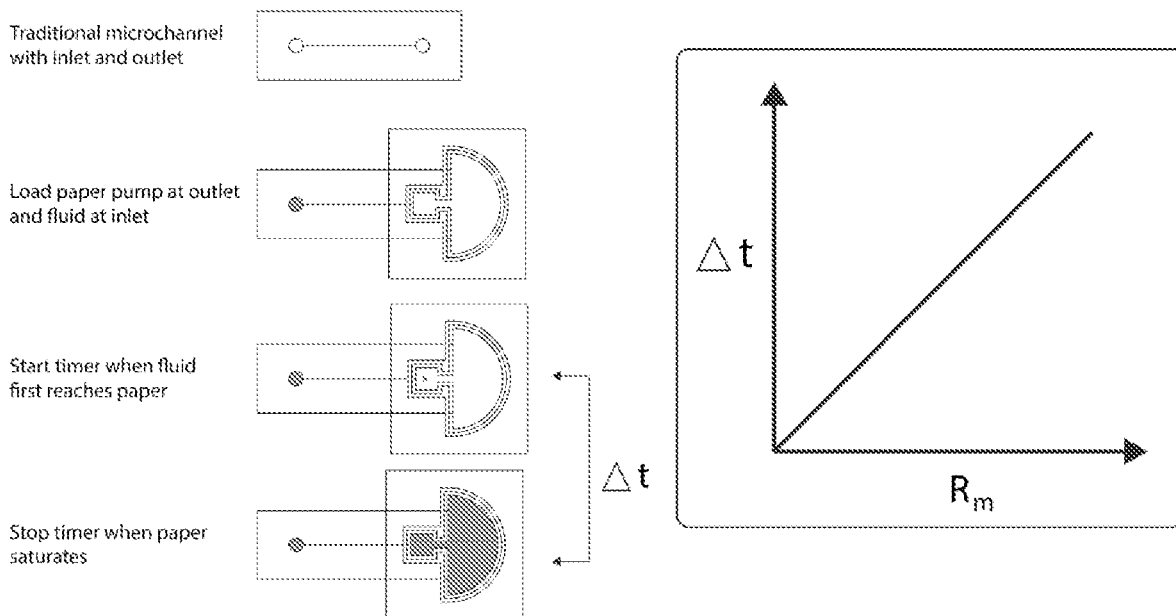 Traditional microchannel
with inlet and outlet
Load paper pump at outlet
and fluid at inlet
Start timer when fluid
first reaches paper
Stop timer when paper
saturates
△ t
△ t
Rm